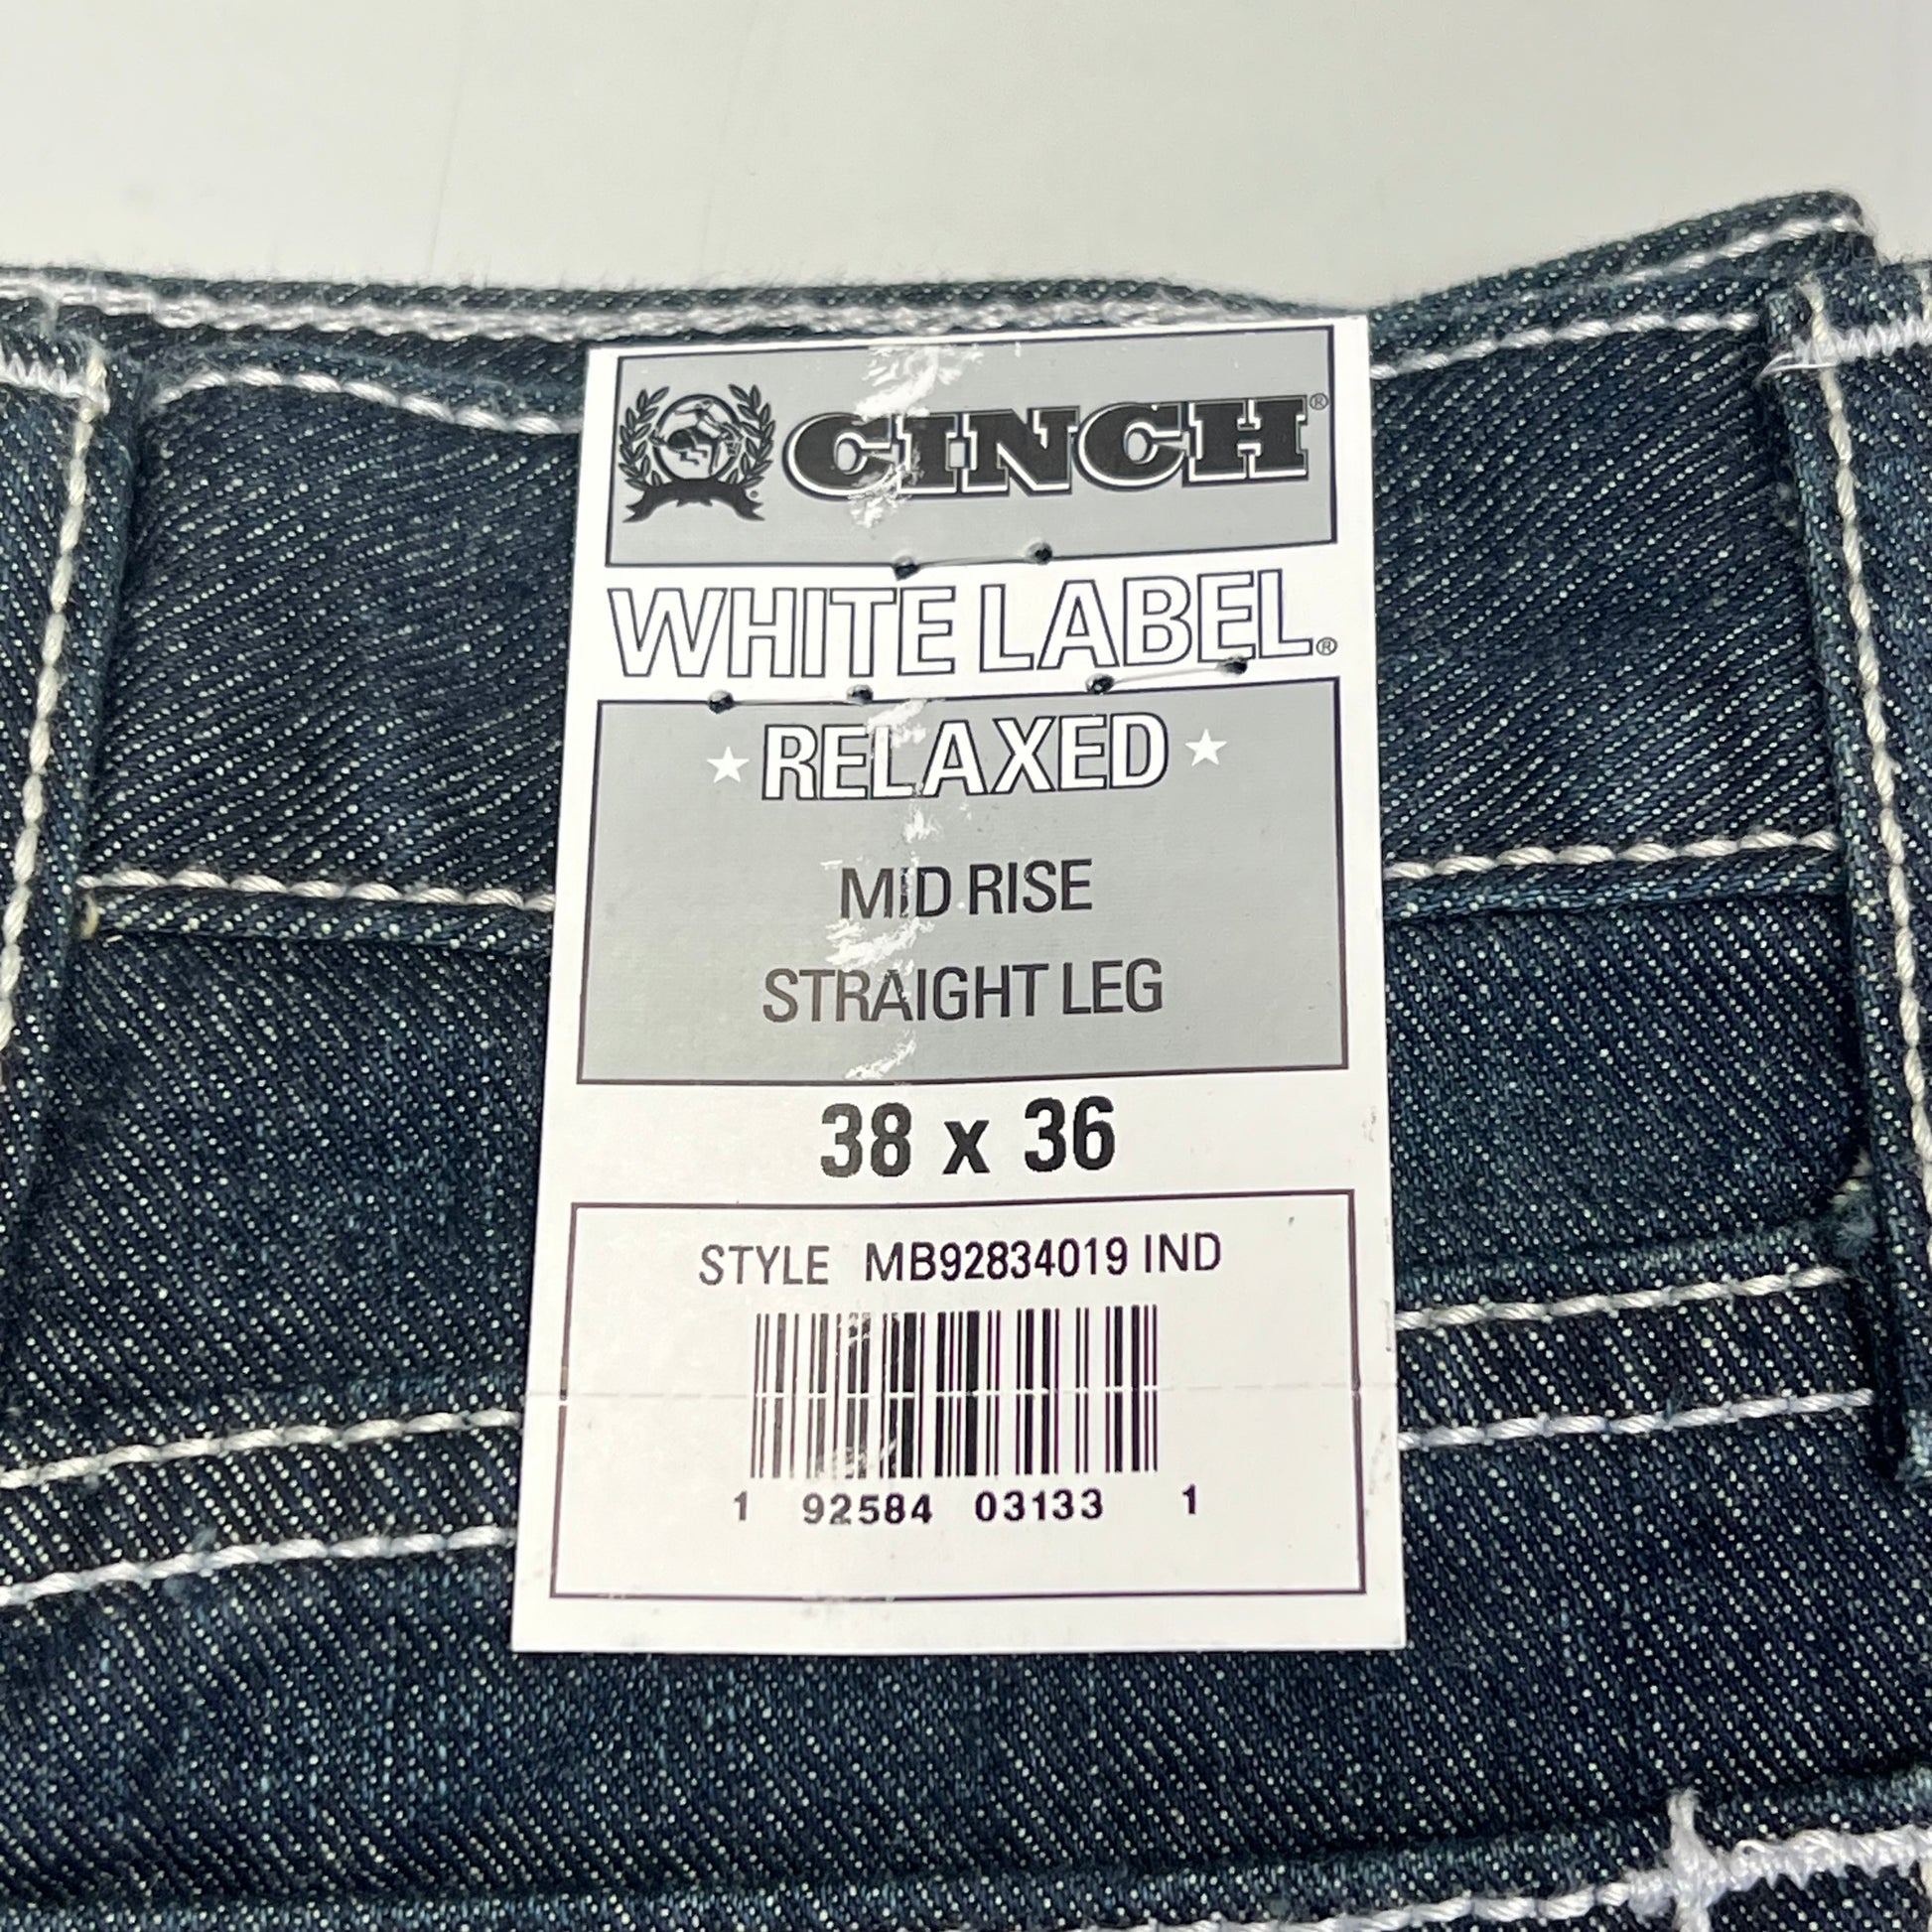 CINCH®
WHITE LABEL®
RELAXED
MID RISE
STRAIGHT LEG
38 x 36
STYLE MB92834019 IND
1 92584 03133 1